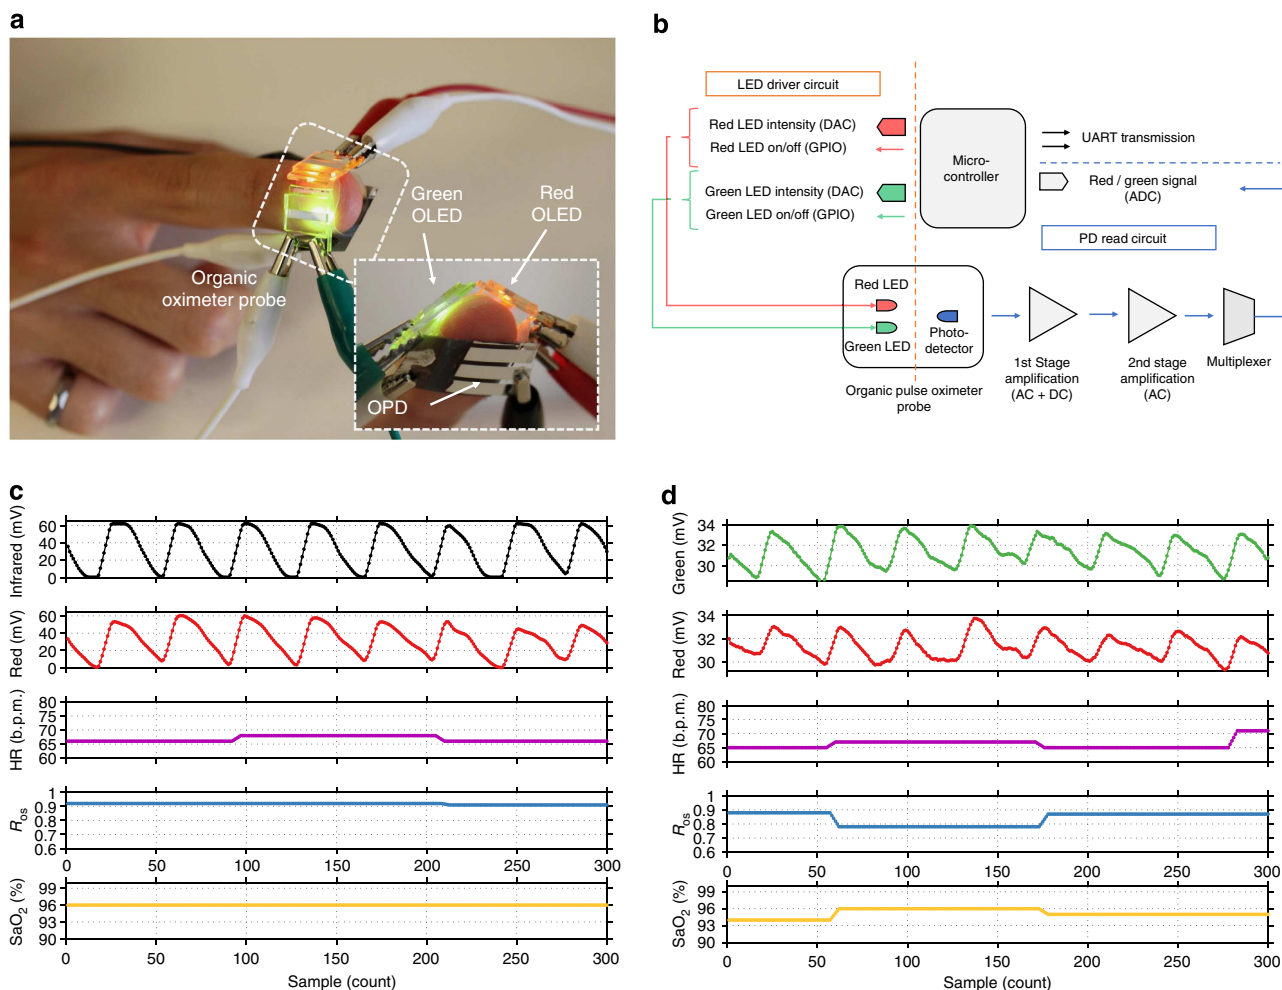 a
Green
OLED
Red
OLED
Organic
oximeter probe
OPD
b
LED driver circuit
Red LED intensity (DAC)
Red LED on/off (GPIO)
Green LED intensity (DAC)
Green LED on/off (GPIO)
Micro-
controller
UART transmission
Red / green signal
(ADC)
PD read circuit
Red LED
Green LED
Photo-
detector
Organic pulse oximeter
probe
1st Stage
amplification
(AC + DC)
2nd stage
amplification
(AC)
Multiplexer
c
Infrared (mV)
60
40
20
0
Red (mV)
60
40
20
0
HR (b.p.m.)
80
75
70
65
60
Ros
1
0.9
0.8
0.7
0.6
0 50 100 150 200 250 300
SaO2 (%)
99
96
93
90
0 50 100 150 200 250 300
Sample (count)
d
Green (mV)
34
32
30
Red (mV)
34
32
30
HR (b.p.m.)
80
75
70
65
60
Ros
1
0.9
0.8
0.7
0.6
0 50 100 150 200 250 300
SaO2 (%)
99
96
93
90
0 50 100 150 200 250 300
Sample (count)